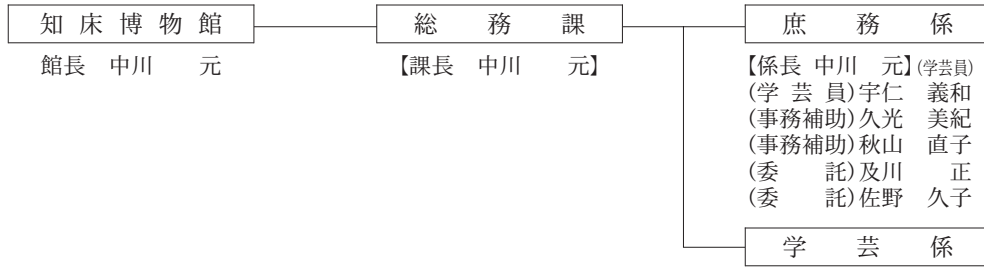 知床博物館
館長 中川 元
総務課
【課長 中川 元】
庶務係
【係長 中川 元】(学芸員)
(学芸員)宇仁 義和
(事務補助)久光 美紀
(事務補助)秋山 直子
(委託)及川 正
(委託)佐野 久子
学芸係